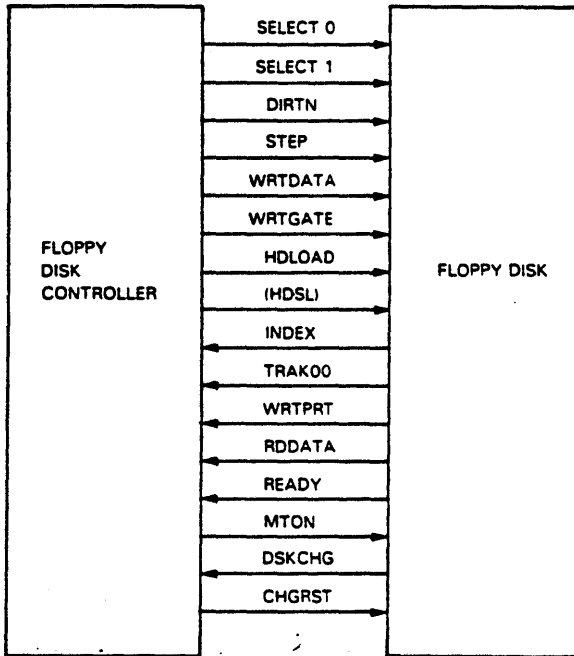 SELECT 0
SELECT 1
DIRTN
STEP
WRTDATA
WRTGATE
HDLOAD
(HDSL)
INDEX
TRAK00
WRTPRT
RDDATA
READY
MTON
DSKCHG
CHGRST
FLOPPY
DISK
CONTROLLER
FLOPPY DISK